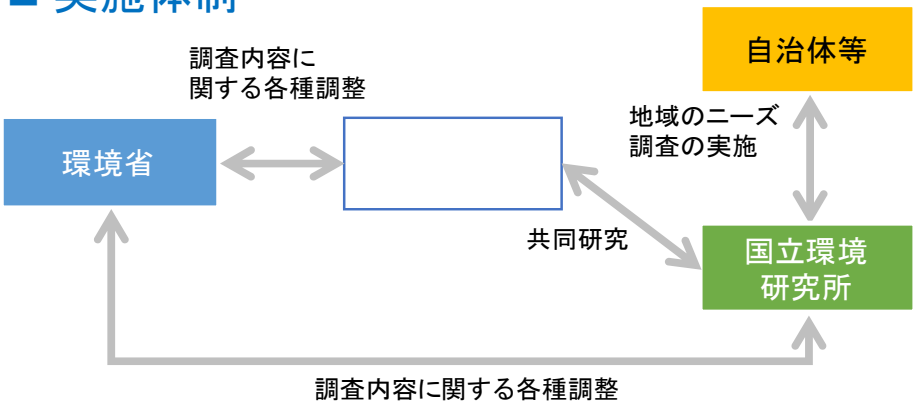 ■ 実施体制
自治体等
調査内容に
関する各種調整
地域のニーズ
調査の実施
環境省
共同研究
国立環境
研究所
調査内容に関する各種調整